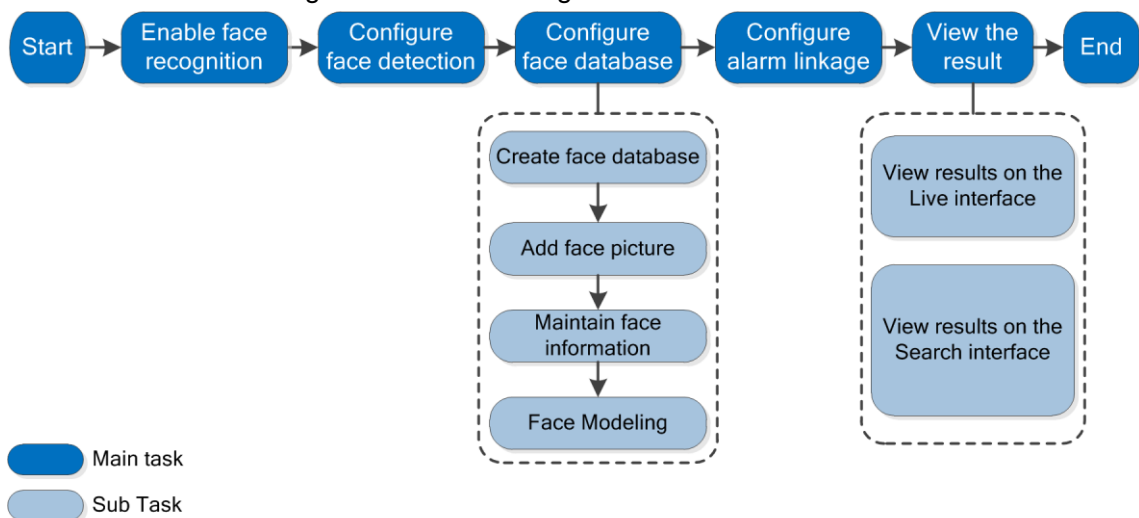 Start
Enable face
recognition
Configure
face detection
Configure
face database
Configure
alarm linkage
View the
result
End
Create face database
Add face picture
Maintain face
information
Face Modeling
View results on the
Live interface
View results on the
Search interface
Main task
Sub Task